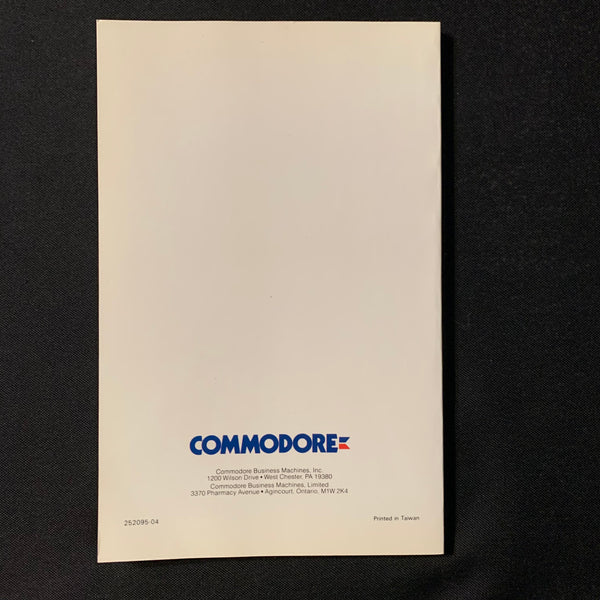 COMMODORE
Commodore Business Machines, Inc.
1200 Wilson Drive • West Chester, PA 19380
Commodore Business Machines, Limited
3370 Pharmacy Avenue • Agincourt, Ontario, M1W 2K4
252095-04
Printed in Taiwan